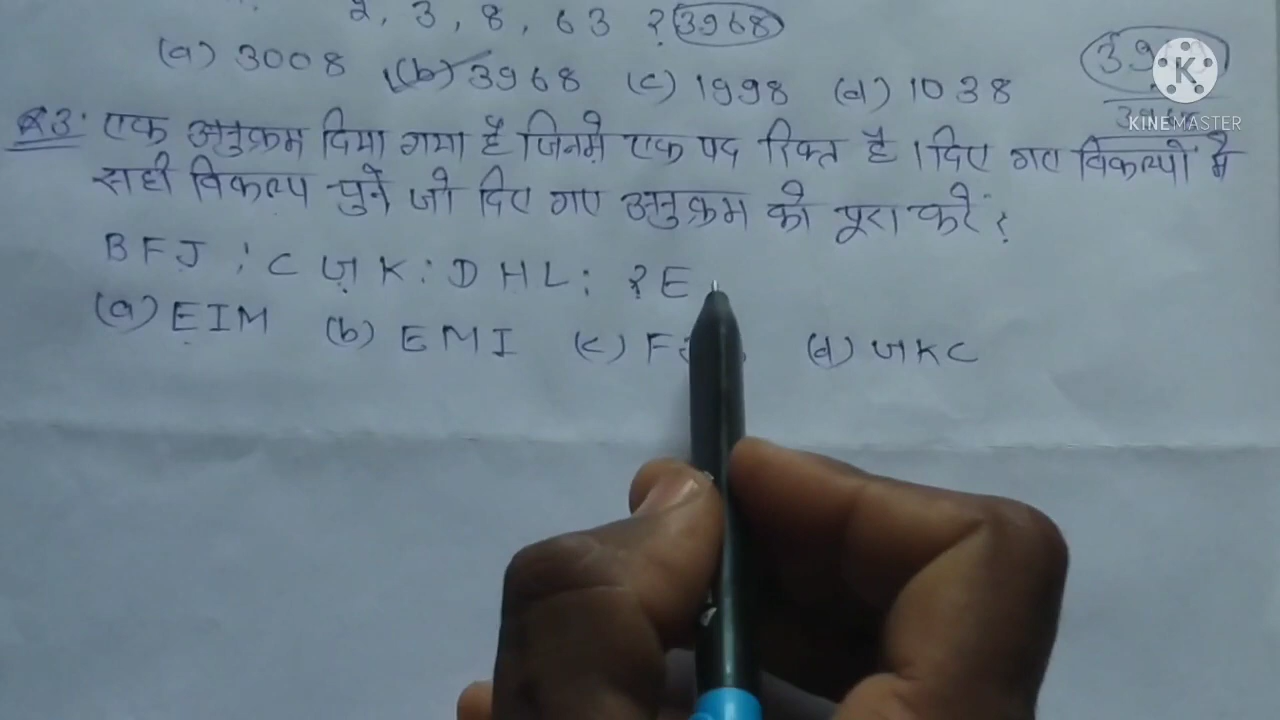 2, 3, 8, 63 ? 3968
(a) 3008 (b) 3968 (c) 1998 (d) 1038
Q3. एक अनुक्रम दिया गया है जिनमे एक पद रिक्त है । दिए गए विकल्पों मे
सही विकल्प चुने जो दिए गए अनुक्रम को पूरा करें ?
BFJ : CGK : DHL : ? E
(a) EIM (b) EMI (c) F (d) GKC
KINEMASTER